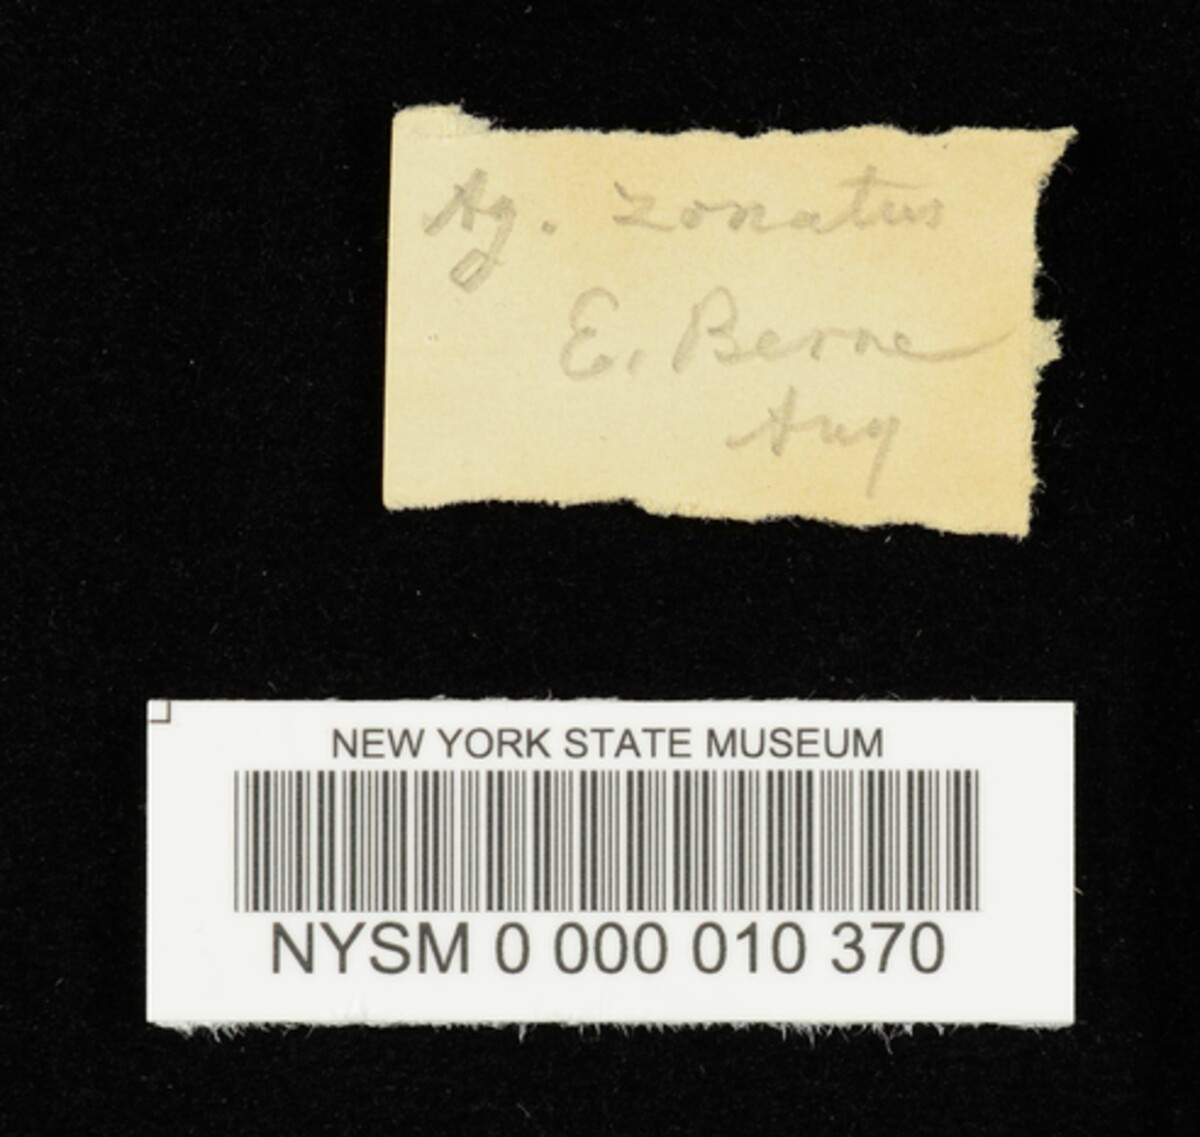 Ag. zonatus
E. Berne
Aug
NEW YORK STATE MUSEUM
NYSM 0 000 010 370